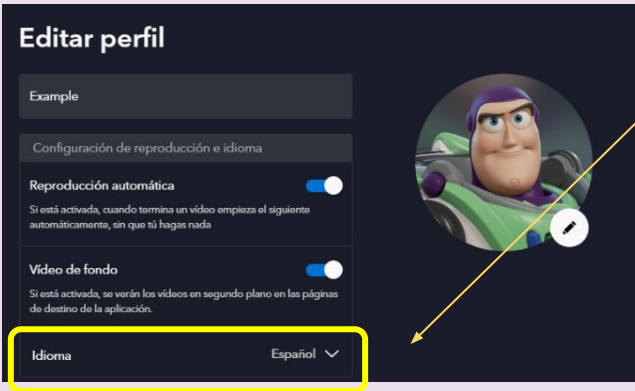 Editar perfil
Example
Configuración de reproducción e idioma
Reproducción automática
Si está activada, cuando termina un vídeo empieza el siguiente
automáticamente, sin que tú hagas nada
Vídeo de fondo
Si está activada, se verán los vídeos en segundo plano en las páginas
de destino de la aplicación.
Idioma Español